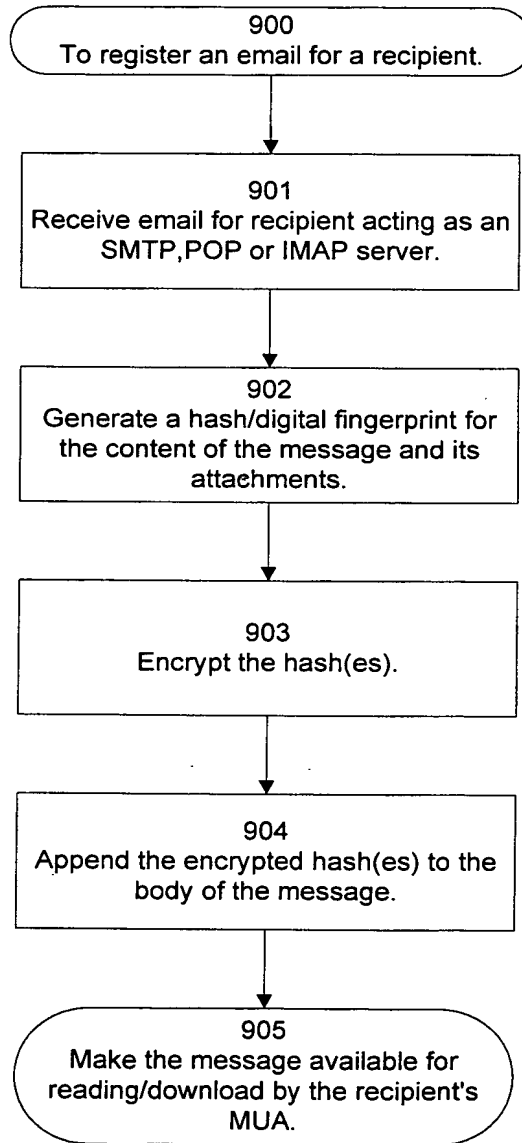 900
To register an email for a recipient.
901
Receive email for recipient acting as an
SMTP,POP or IMAP server.
902
Generate a hash/digital fingerprint for
the content of the message and its
attachments.
903
Encrypt the hash(es).
904
Append the encrypted hash(es) to the
body of the message.
905
Make the message available for
reading/download by the recipient's
MUA.